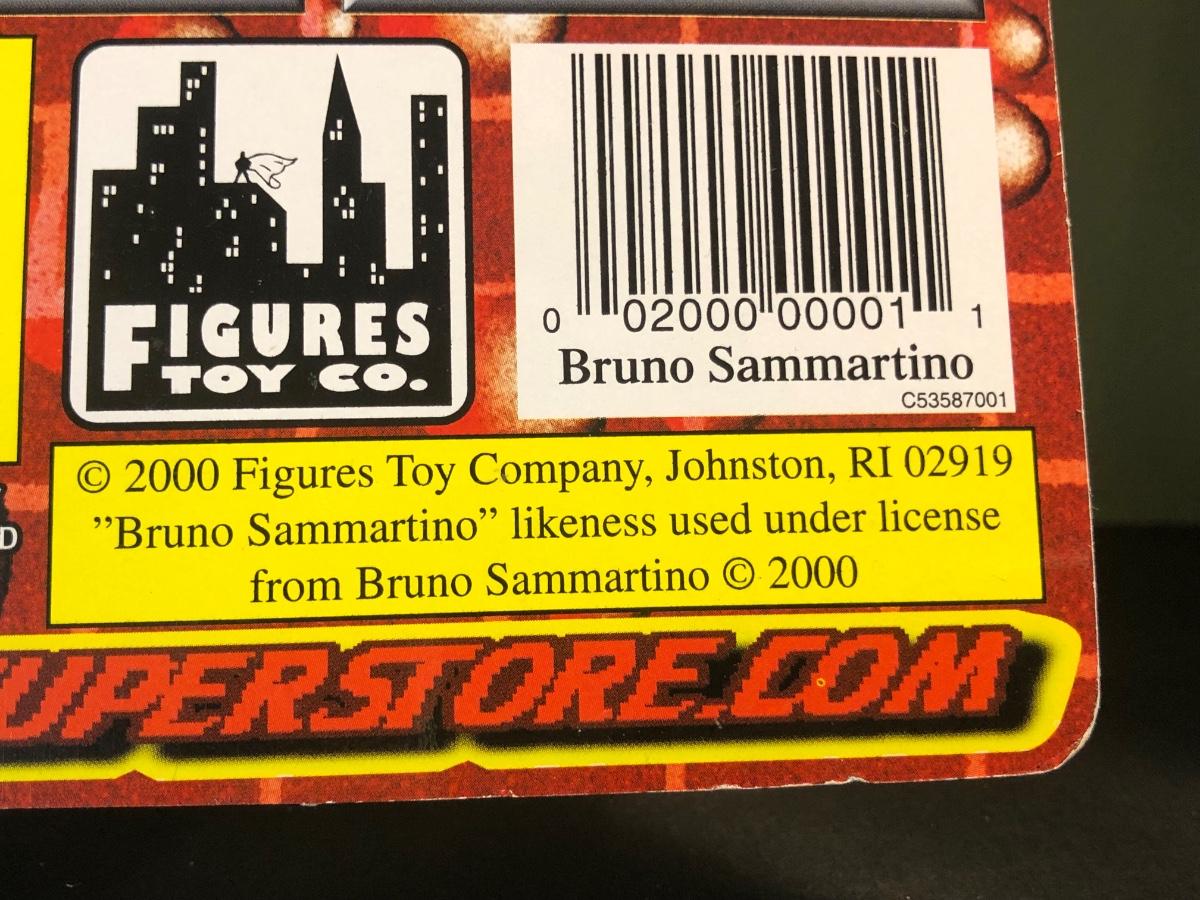 FIGURES
TOY CO.
0 02000 00001 1
Bruno Sammartino
C53587001
© 2000 Figures Toy Company, Johnston, RI 02919
”Bruno Sammartino” likeness used under license
from Bruno Sammartino © 2000
D
UPERSTORE.COM